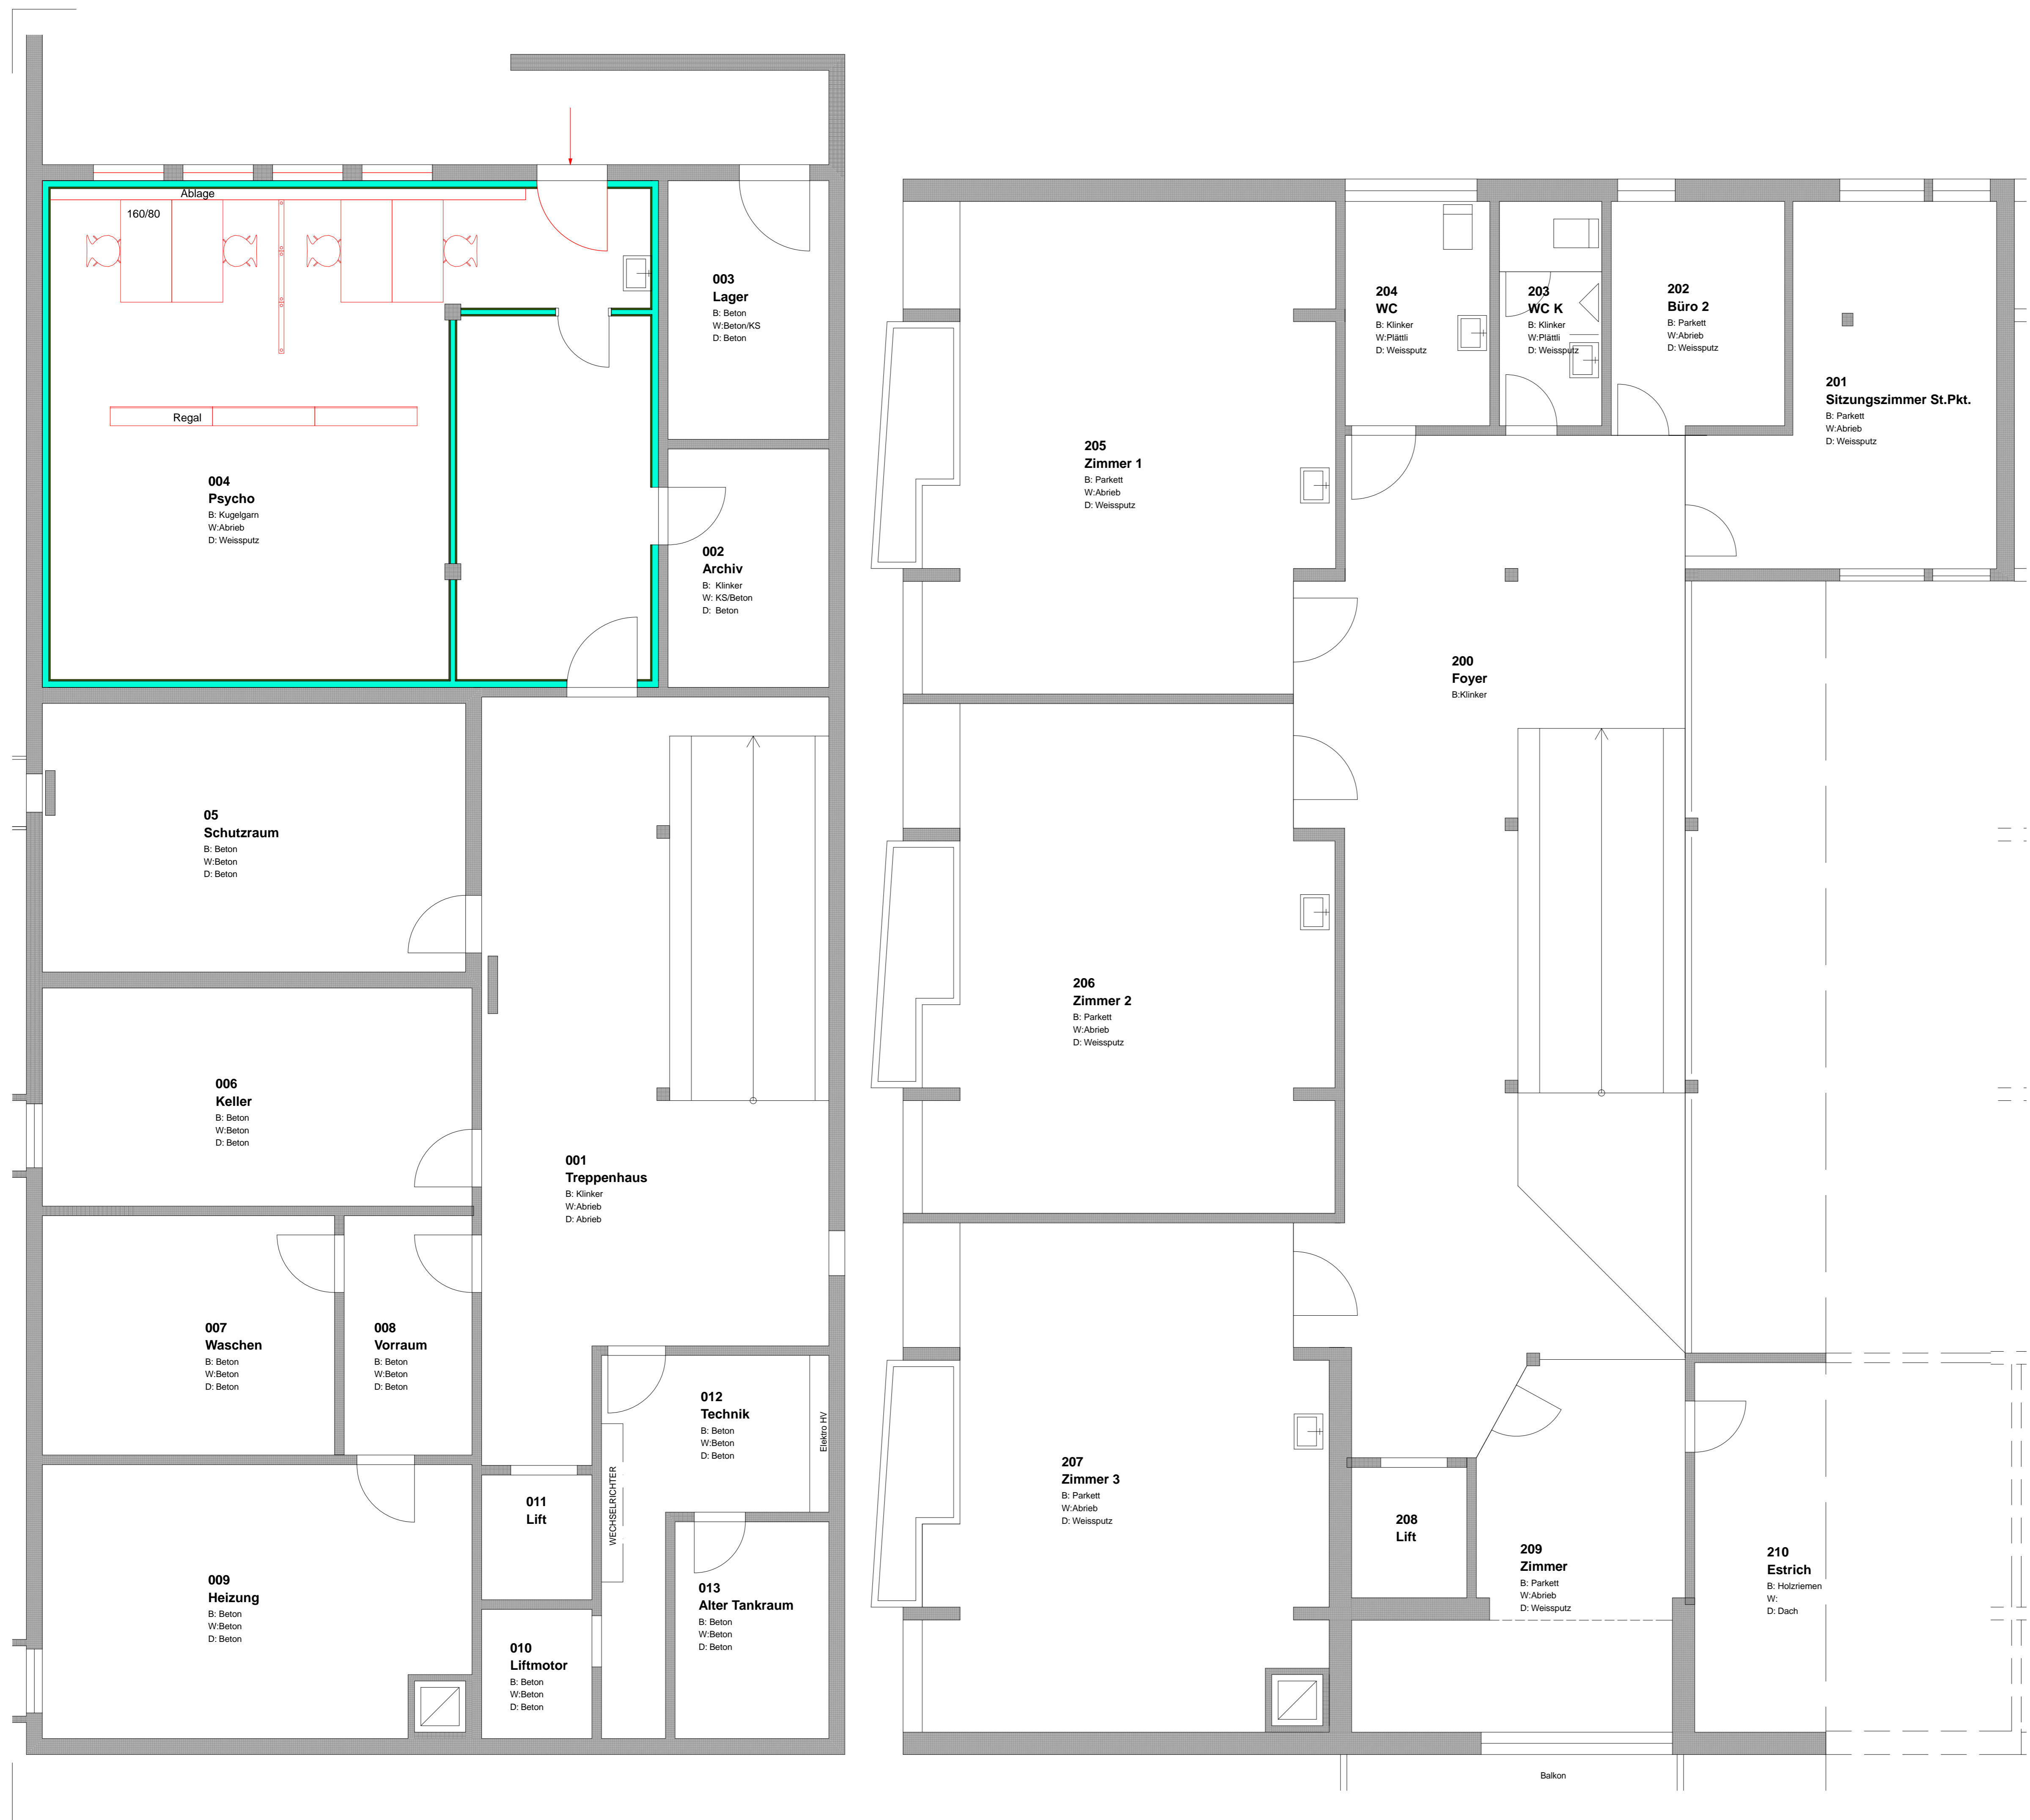 Ablage
160/80
Regal
004
Psycho
B: Kugelgarn
W:Abrieb
D: Weissputz
003
Lager
B: Beton
W:Beton/KS
D: Beton
002
Archiv
B: Klinker
W: KS/Beton
D: Beton
05
Schutzraum
B: Beton
W:Beton
D: Beton
006
Keller
B: Beton
W:Beton
D: Beton
001
Treppenhaus
B: Klinker
W:Abrieb
D: Abrieb
007
Waschen
B: Beton
W:Beton
D: Beton
008
Vorraum
B: Beton
W:Beton
D: Beton
012
Technik
B: Beton
W:Beton
D: Beton
Elektro HV
WECHSELRICHTER
011
Lift
009
Heizung
B: Beton
W:Beton
D: Beton
010
Liftmotor
B: Beton
W:Beton
D: Beton
013
Alter Tankraum
B: Beton
W:Beton
D: Beton
204
WC
B: Klinker
W:Plättli
D: Weissputz
203
WC K
B: Klinker
W:Plättli
D: Weissputz
202
Büro 2
B: Parkett
W:Abrieb
D: Weissputz
201
Sitzungszimmer St.Pkt.
B: Parkett
W:Abrieb
D: Weissputz
205
Zimmer 1
B: Parkett
W:Abrieb
D: Weissputz
200
Foyer
B:Klinker
206
Zimmer 2
B: Parkett
W:Abrieb
D: Weissputz
207
Zimmer 3
B: Parkett
W:Abrieb
D: Weissputz
208
Lift
209
Zimmer
B: Parkett
W:Abrieb
D: Weissputz
210
Estrich
B: Holzriemen
W:
D: Dach
Balkon